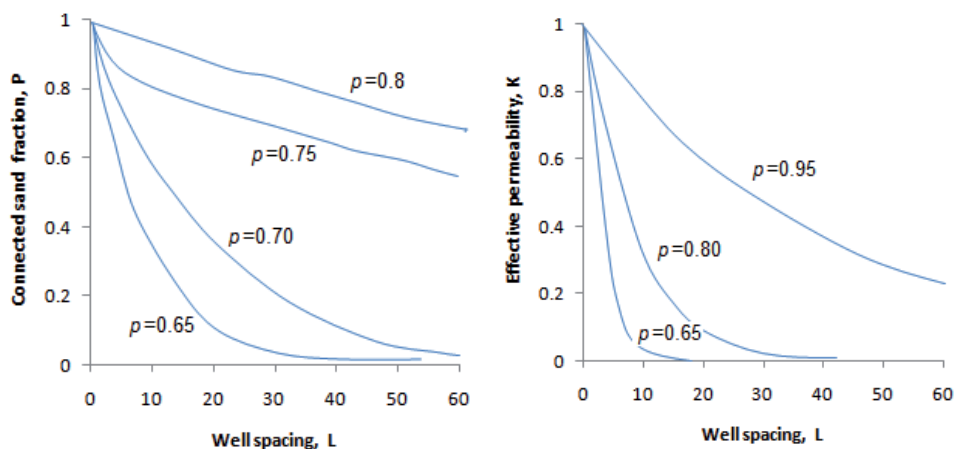 Connected sand fraction, P
1
0.8
0.6
0.4
0.2
0
0 10 20 30 40 50 60
Well spacing, L
p=0.8
p=0.75
p=0.70
p=0.65
Effective permeability, K
1
0.8
0.6
0.4
0.2
0
0 10 20 30 40 50 60
Well spacing, L
p=0.95
p=0.80
p=0.65